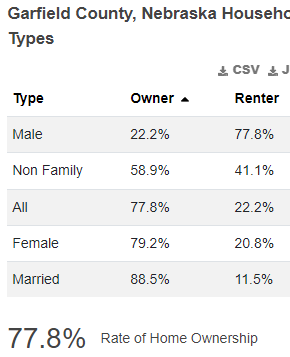 Garfield County, Nebraska Househo
Types
CSV J
Type Owner Renter
Male 22.2% 77.8%
Non Family 58.9% 41.1%
All 77.8% 22.2%
Female 79.2% 20.8%
Married 88.5% 11.5%
77.8% Rate of Home Ownership